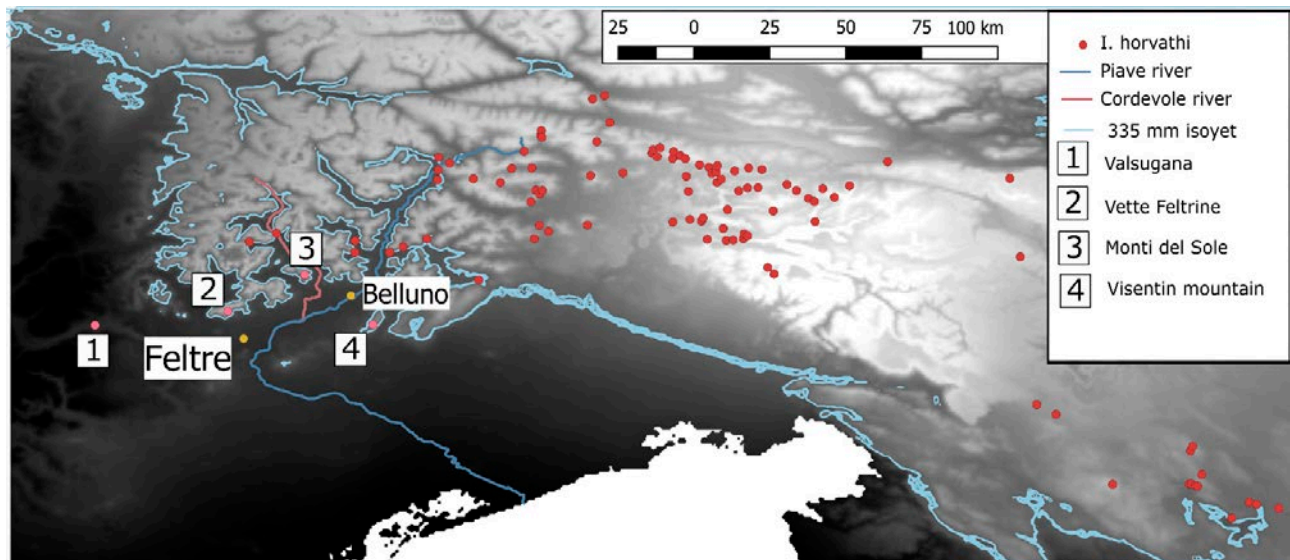 25 0 25 50 100 km
I. horvathi
Piave river
Cordevole river
335 mm isoyet
1 Valsugana
2 Vette Feltrine
3 Monti del Sole
4 Visentin mountain
3
2
Belluno
1
Feltre
4